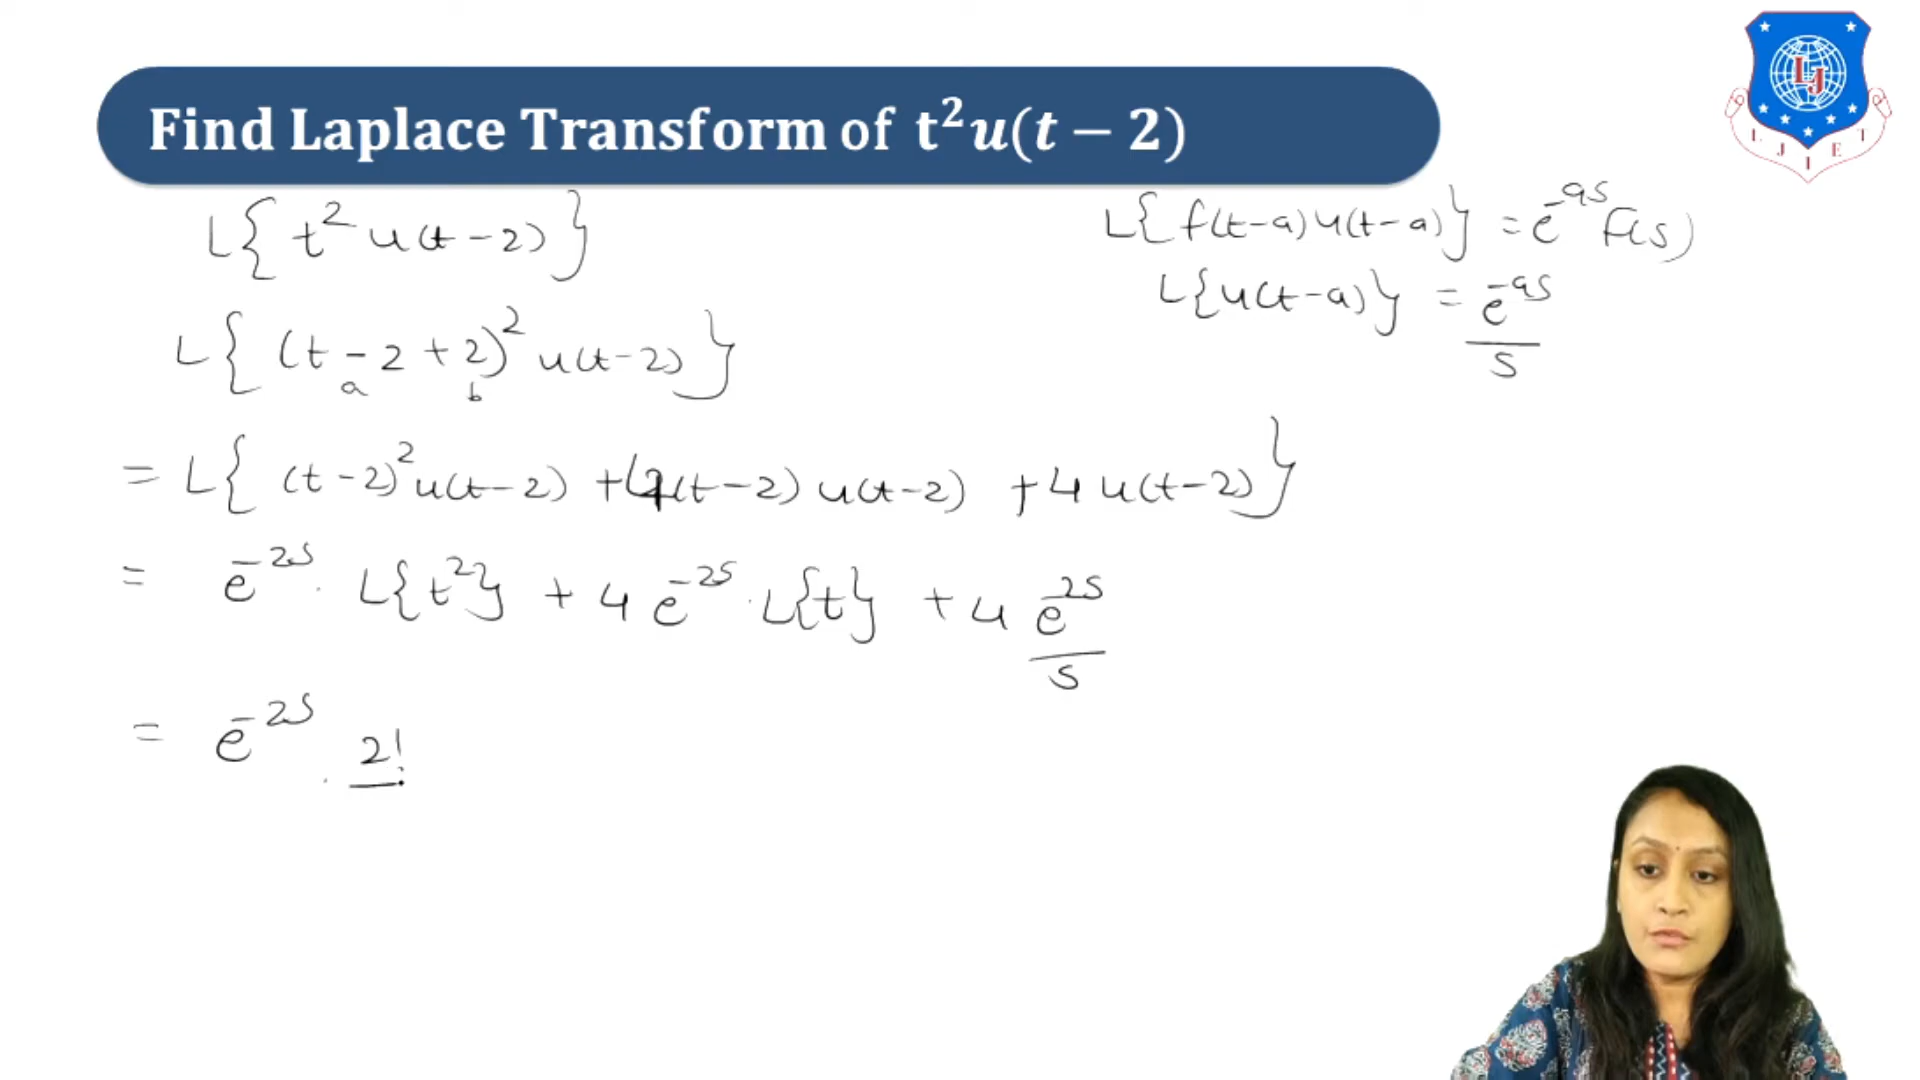 Find Laplace Transform of t²u(t − 2)
LJ
L J I E T
L{ t² u(t-2) }
L{ f(t-a) u(t-a) } = e^-as F(s)
L{ u(t-a) } = e^-as / s
L{ (t - 2 + 2)² u(t-2) }
a b
= L{ (t-2)² u(t-2) + 4(t-2) u(t-2) + 4 u(t-2) }
= e^-2s . L{t²} + 4 e^-2s . L{t} + 4 e^-2s / s
= e^-2s . 2!